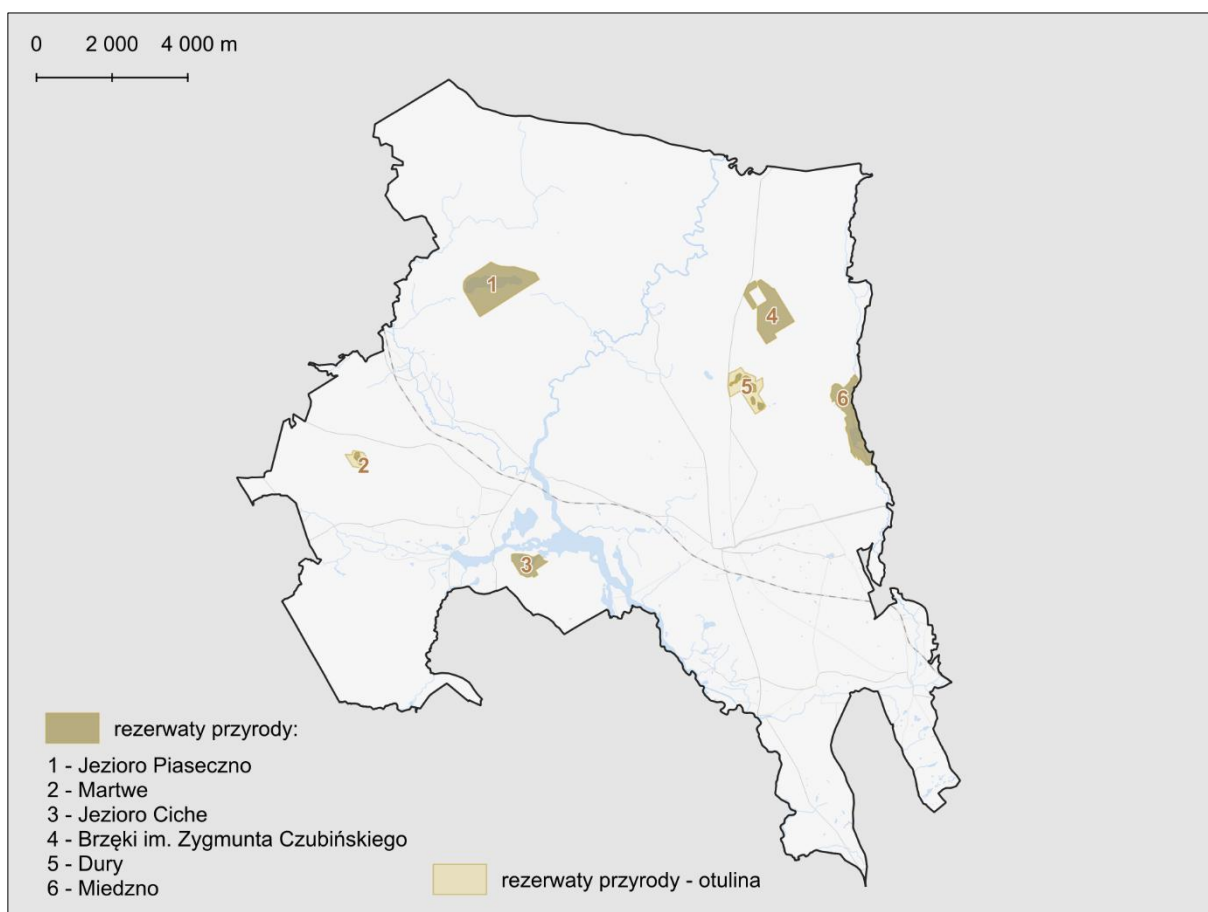 0 2 000 4 000 m
1
4
5
6
2
3
rezerwaty przyrody:
1 - Jezioro Piaseczno
2 - Martwe
3 - Jezioro Ciche
4 - Brzęki im. Zygmunta Czubińskiego
5 - Dury
6 - Miedzno
rezerwaty przyrody - otulina